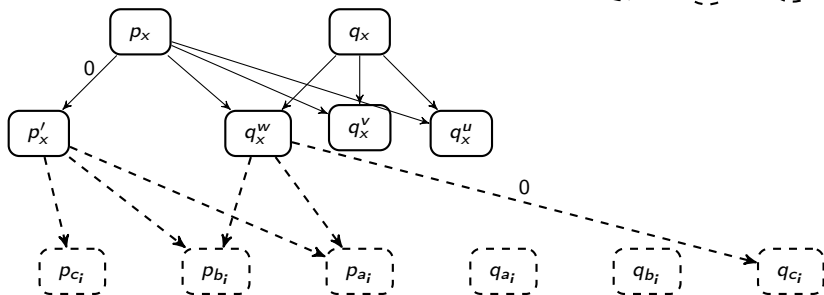 p_x q_x
0
p′_x q^w_x q^v_x q^u_x
0
p_{c_i} p_{b_i} p_{a_i} q_{a_i} q_{b_i} q_{c_i}